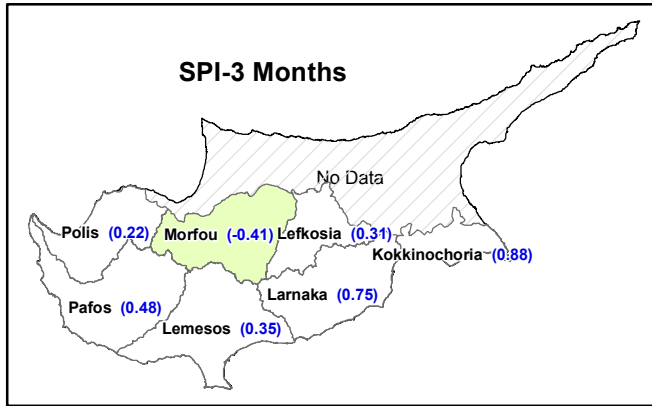 SPI-3 Months
No Data
Polis (0.22)
Morfou (-0.41)
Lefkosia (0.31)
Kokkinochoria (0.88)
Pafos (0.48)
Larnaka (0.75)
Lemesos (0.35)